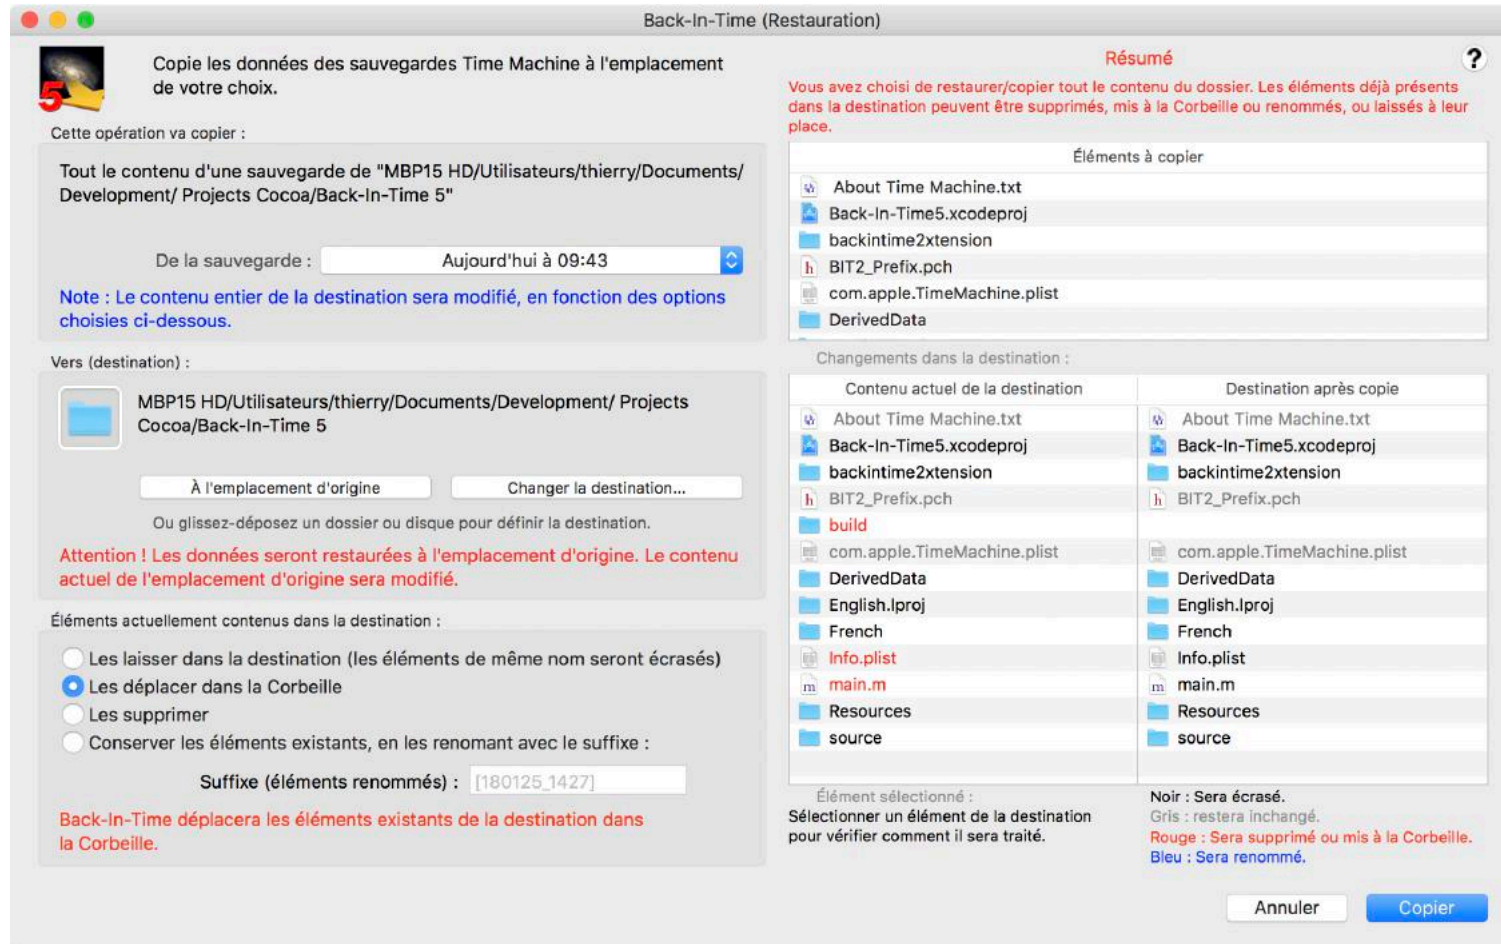 Back-In-Time (Restauration)
5
Copie les données des sauvegardes Time Machine à l'emplacement
de votre choix.
Cette opération va copier :
Tout le contenu d'une sauvegarde de "MBP15 HD/Utilisateurs/thierry/Documents/
Development/ Projects Cocoa/Back-In-Time 5"
De la sauvegarde : Aujourd'hui à 09:43
Note : Le contenu entier de la destination sera modifié, en fonction des options
choisies ci-dessous.
Vers (destination) :
MBP15 HD/Utilisateurs/thierry/Documents/Development/ Projects
Cocoa/Back-In-Time 5
À l'emplacement d'origine Changer la destination...
Ou glissez-déposez un dossier ou disque pour définir la destination.
Attention ! Les données seront restaurées à l'emplacement d'origine. Le contenu
actuel de l'emplacement d'origine sera modifié.
Éléments actuellement contenus dans la destination :
Les laisser dans la destination (les éléments de même nom seront écrasés)
Les déplacer dans la Corbeille
Les supprimer
Conserver les éléments existants, en les renomant avec le suffixe :
Suffixe (éléments renommés) : [180125_1427]
Back-In-Time déplacera les éléments existants de la destination dans
la Corbeille.
Résumé
?
Vous avez choisi de restaurer/copier tout le contenu du dossier. Les éléments déjà présents
dans la destination peuvent être supprimés, mis à la Corbeille ou renommés, ou laissés à leur
place.
Éléments à copier
About Time Machine.txt
Back-In-Time5.xcodeproj
backintime2xtension
h BIT2_Prefix.pch
com.apple.TimeMachine.plist
DerivedData
Changements dans la destination :
Contenu actuel de la destination Destination après copie
About Time Machine.txt About Time Machine.txt
Back-In-Time5.xcodeproj Back-In-Time5.xcodeproj
backintime2xtension backintime2xtension
h BIT2_Prefix.pch h BIT2_Prefix.pch
build
com.apple.TimeMachine.plist com.apple.TimeMachine.plist
DerivedData DerivedData
English.lproj English.lproj
French French
Info.plist Info.plist
m main.m m main.m
Resources Resources
source source
Élément sélectionné :
Sélectionner un élément de la destination
pour vérifier comment il sera traité.
Noir : Sera écrasé.
Gris : restera inchangé.
Rouge : Sera supprimé ou mis à la Corbeille.
Bleu : Sera renommé.
Annuler Copier